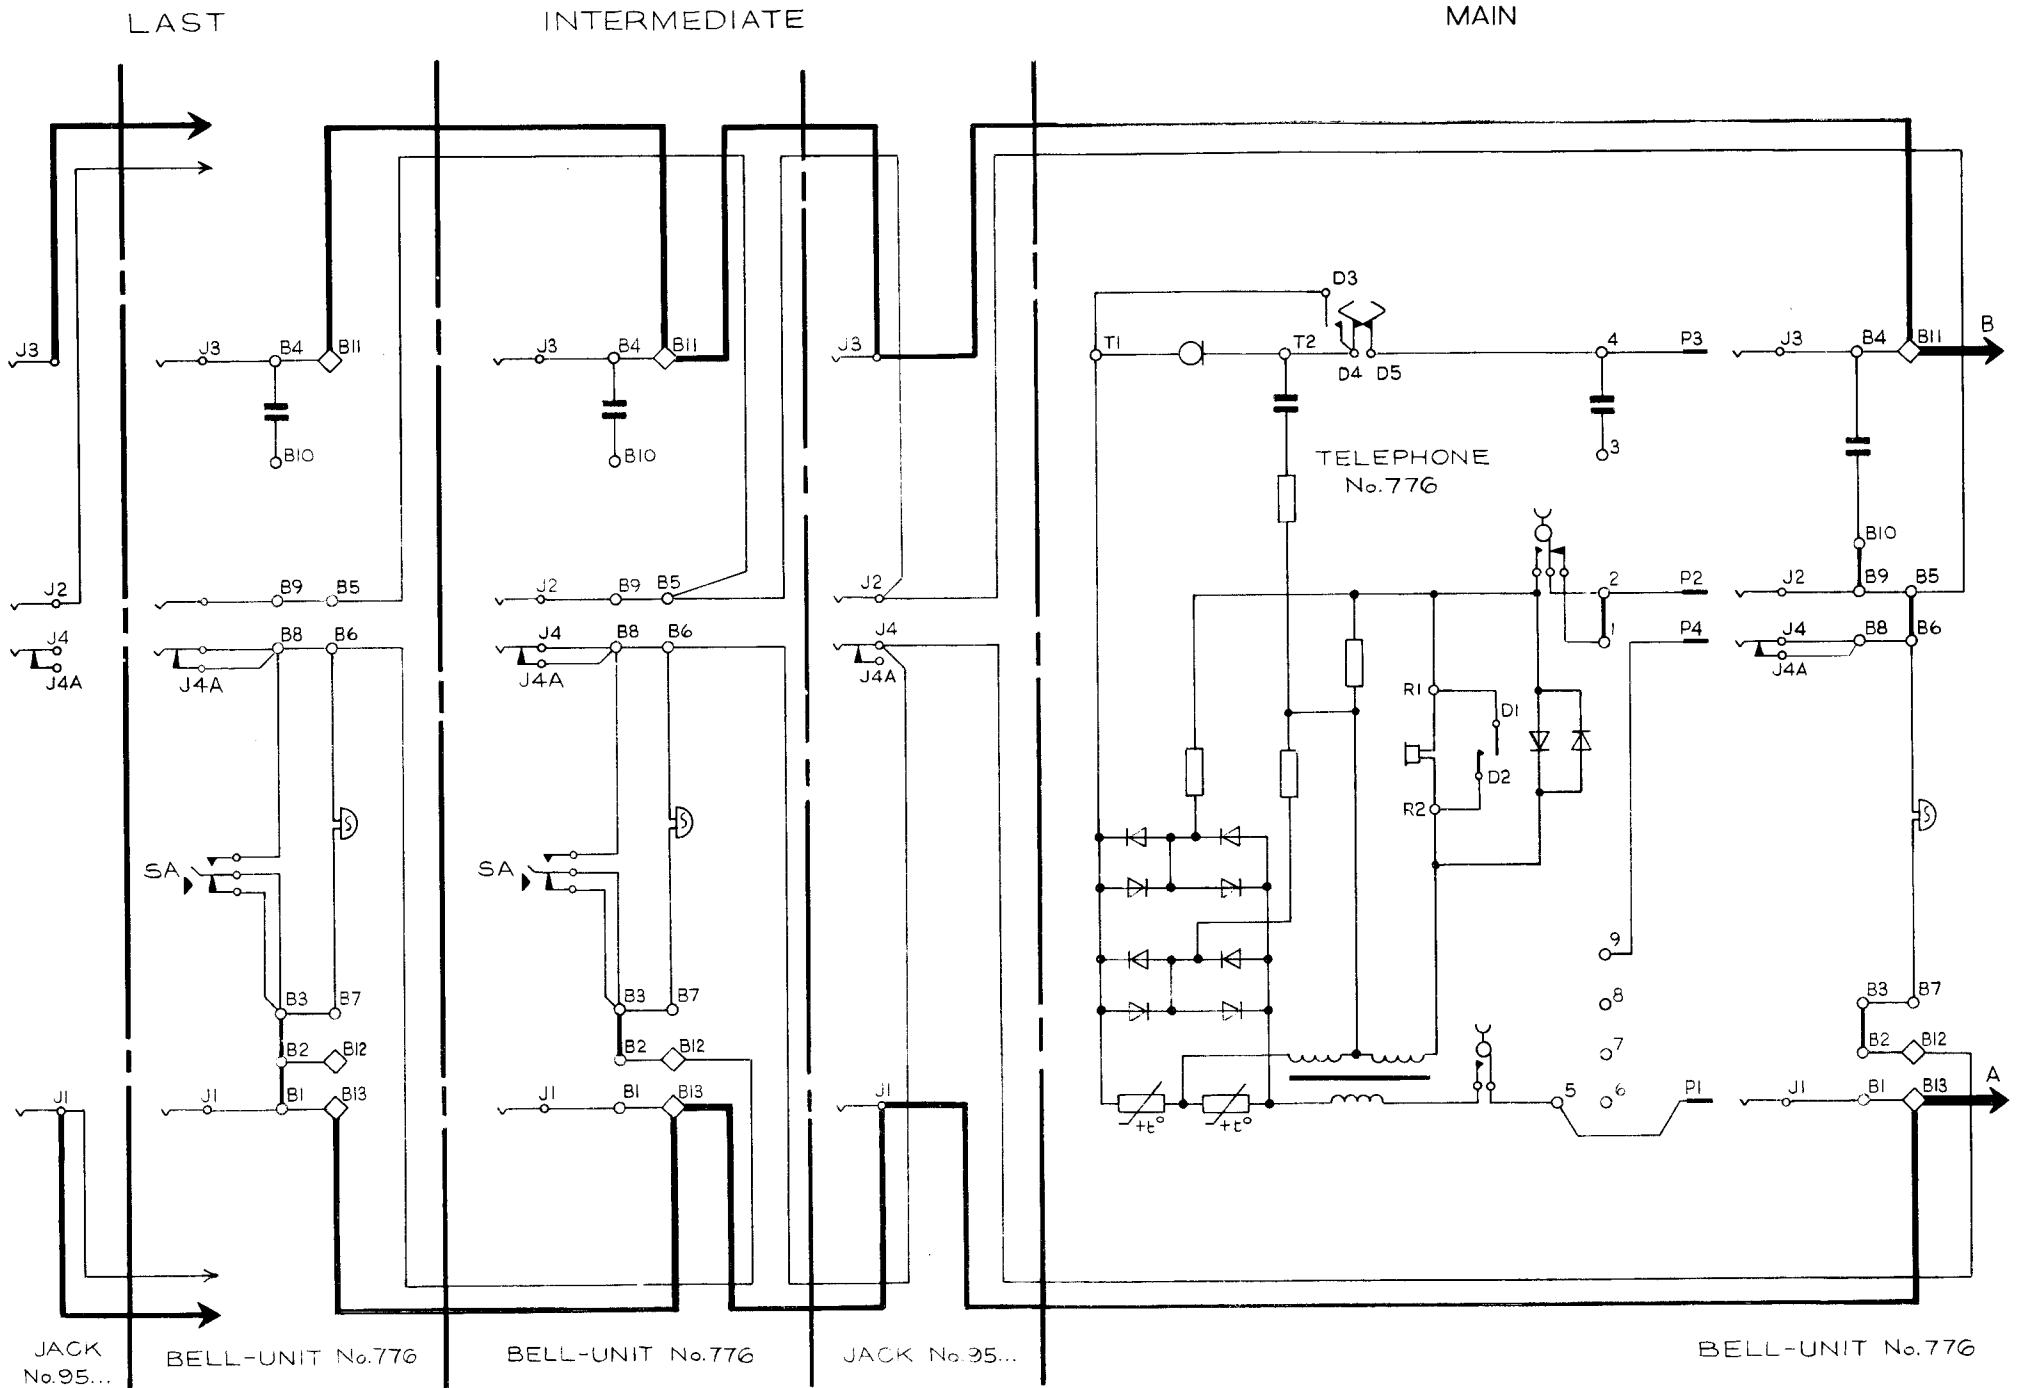 LAST
INTERMEDIATE
MAIN
J3
J3
B4
B11
J3
B4
B11
J3
B10
B10
D3
T1
T2
D4
D5
4
P3
J3
B4
B11
B
3
TELEPHONE
No.776
B10
J2
B9
B5
J2
B9
B5
J2
2
P2
J2
B9
B5
J4
J4A
B8
B6
J4A
J4
B8
B6
J4A
J4
J4A
1
P4
J4
B8
B6
J4A
R1
D1
D2
R2
SA
SA
9
8
7
6
5
B3
B7
B3
B7
B3
B7
B2
B12
B2
B12
B2
B12
J1
J1
B1
B13
J1
B1
B13
J1
P1
J1
B1
B13
A
-+t°
-+t°
JACK
No.95...
BELL-UNIT No.776
BELL-UNIT No.776
JACK No.95...
BELL-UNIT No.776